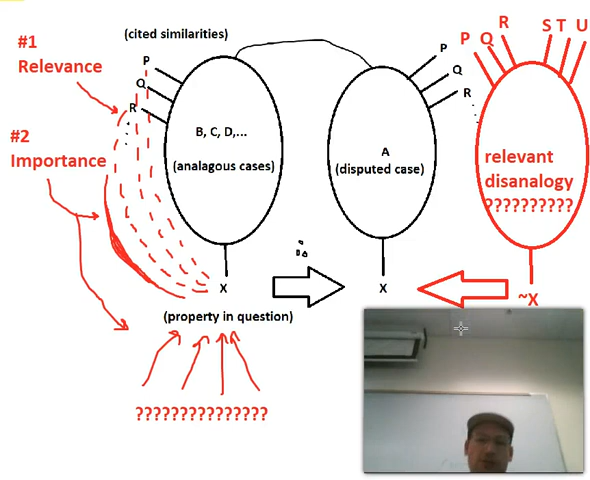 #1
Relevance
(cited similarities)
P
Q
R
#2
Importance
B, C, D,...
(analagous cases)
X
(property in question)
???????????????
P
Q
R
A
(disputed case)
X
P Q R S T U
relevant
disanalogy
??????????
~X